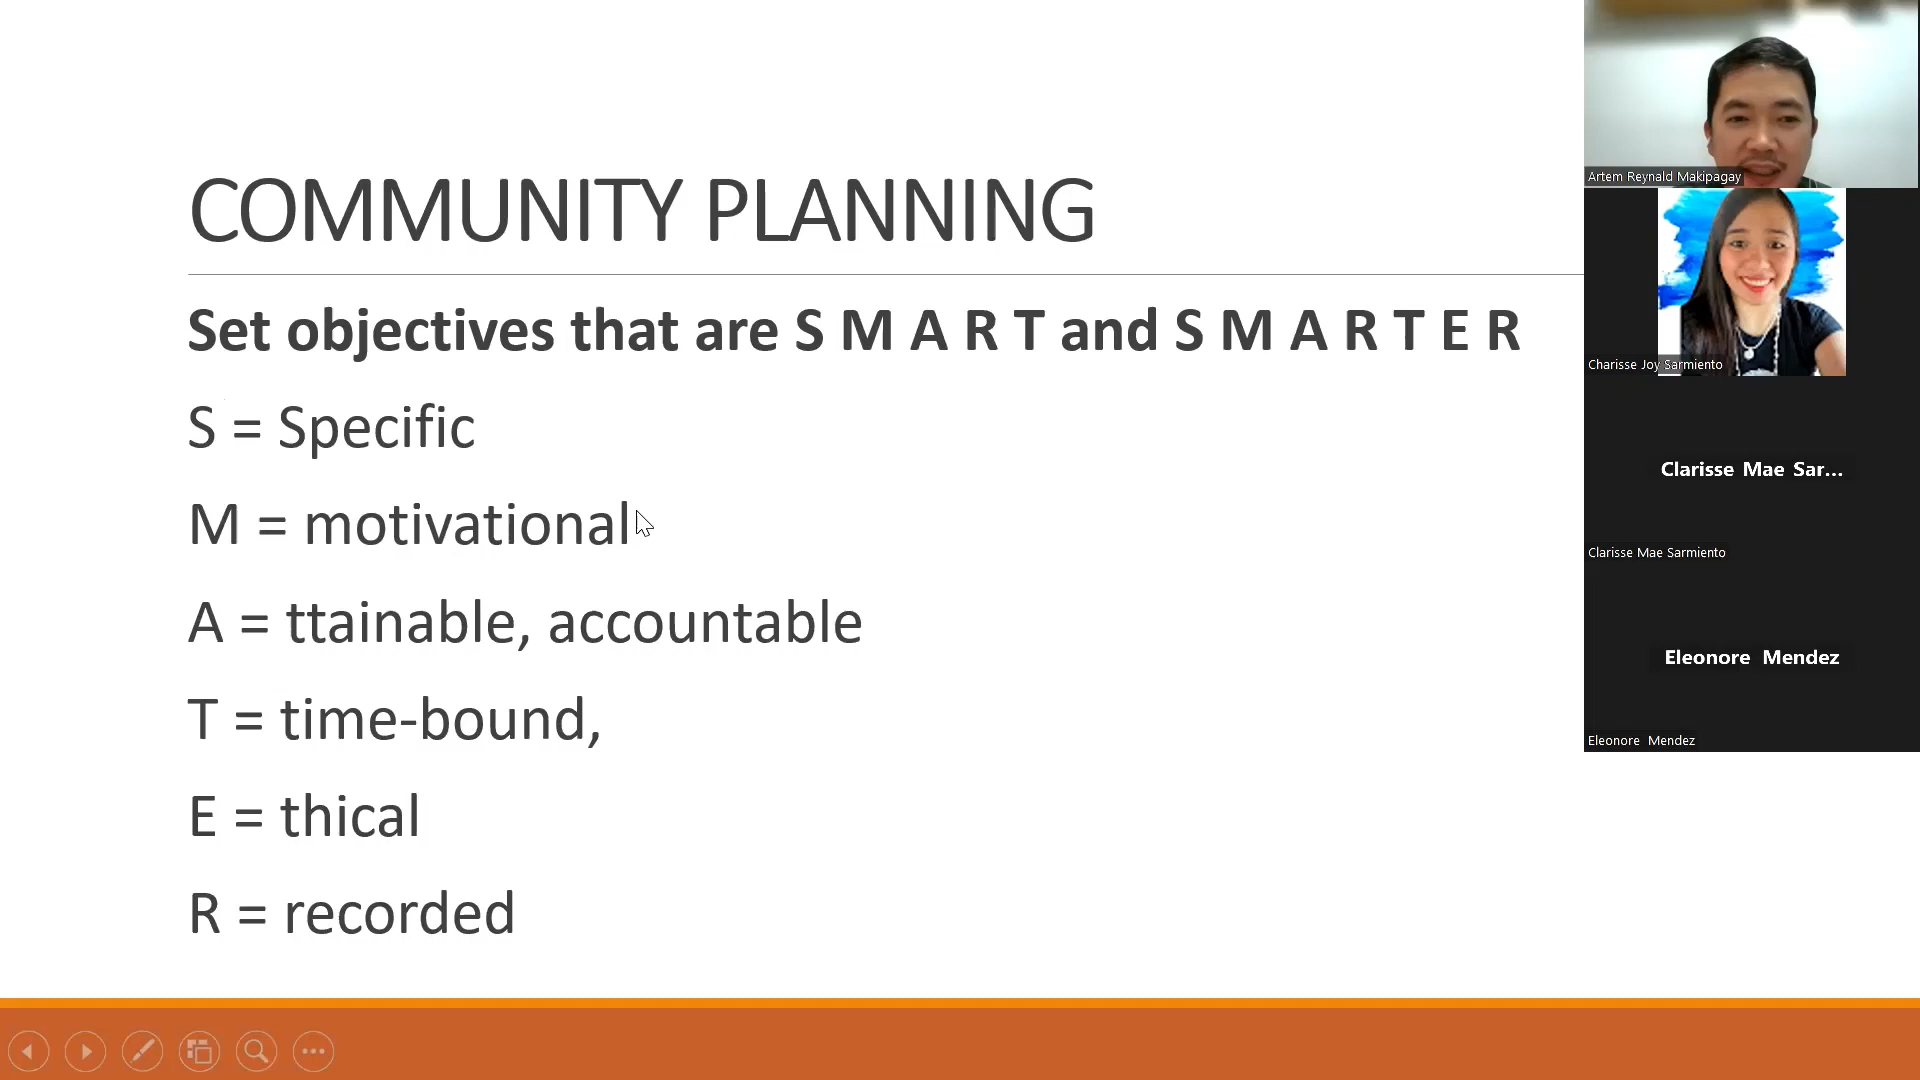 COMMUNITY PLANNING
Set objectives that are S M A R T and S M A R T E R
S = Specific
M = motivational
A = ttainable, accountable
T = time-bound,
E = thical
R = recorded
Artem Reynald Makipagay
Charisse Joy Sarmiento
Clarisse Mae Sar...
Clarisse Mae Sarmiento
Eleonore Mendez
Eleonore Mendez